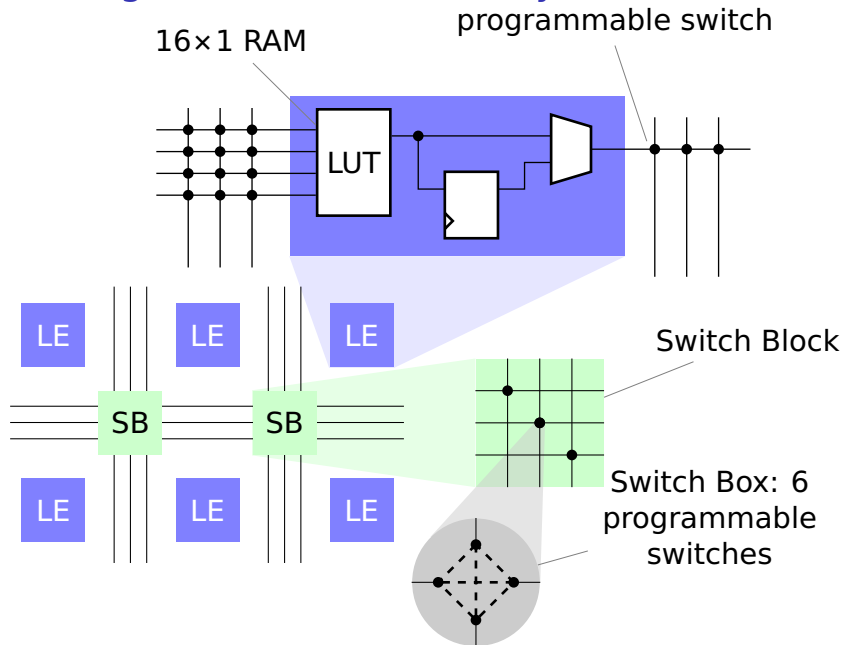 programmable switch
16×1 RAM
LUT
LE LE LE
Switch Block
SB SB
LE LE LE
Switch Box: 6
programmable
switches